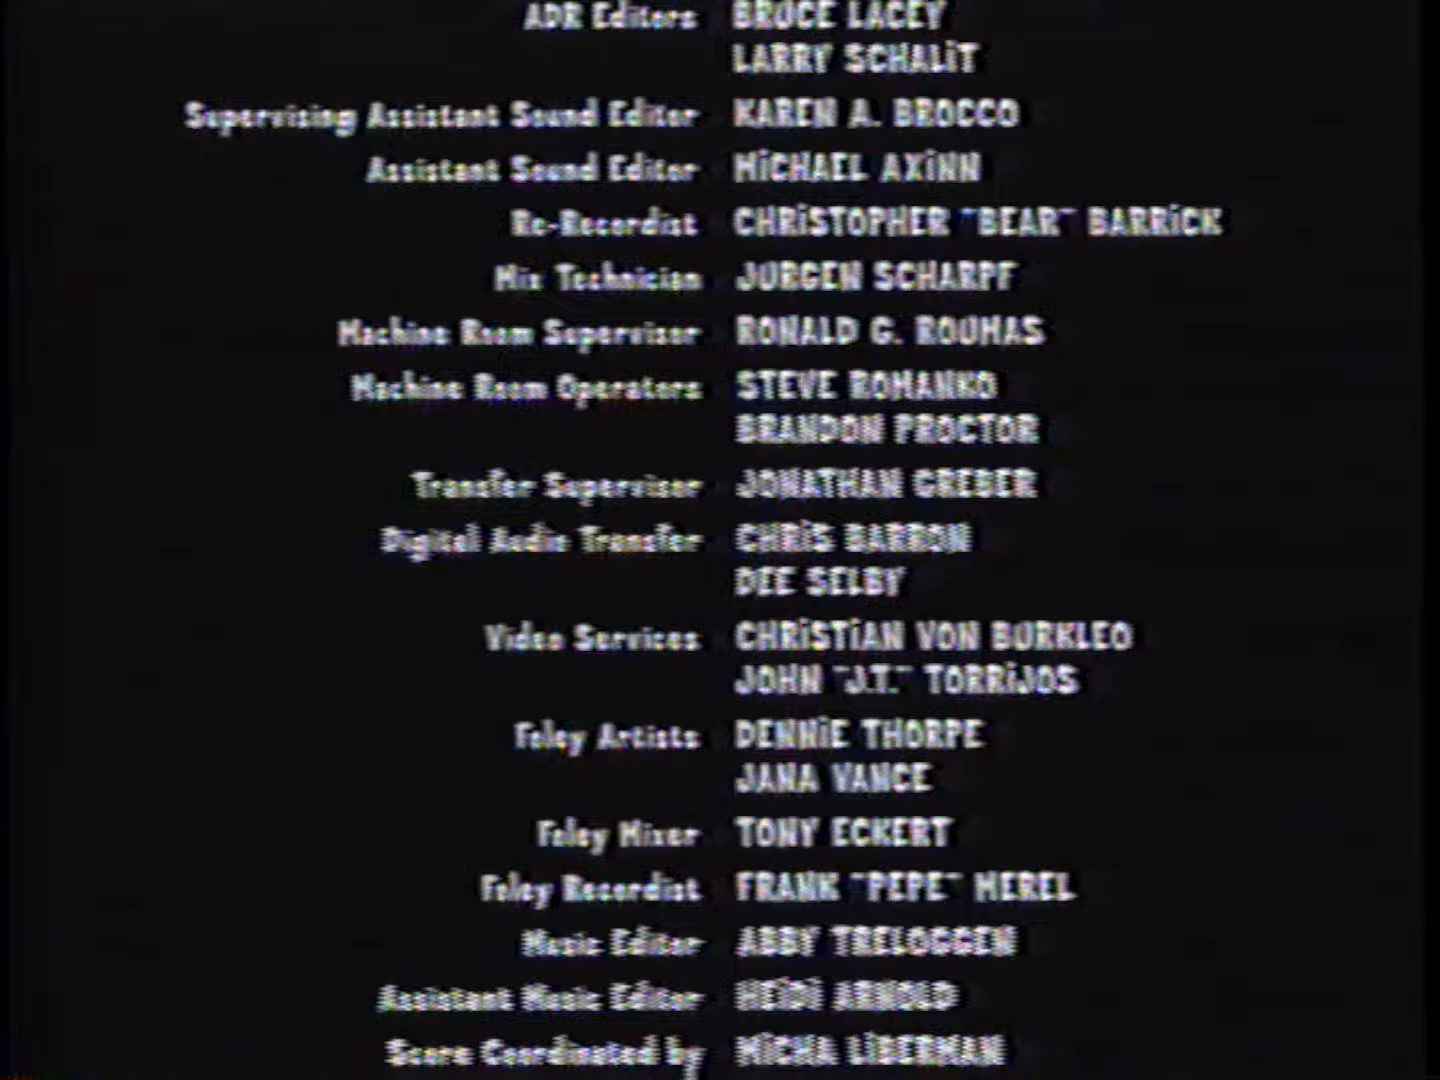 ADR Editors BRUCE LACEY
LARRY SCHALiT
Supervising Assistant Sound Editor KAREN A. BROCCO
Assistant Sound Editor MiCHAEL AXiNN
Re-Recordist CHRiSTOPHER "BEAR" BARRiCK
Mix Technician JURGEN SCHARPF
Machine Room Supervisor RONALD G. ROUMAS
Machine Room Operators STEVE ROMANKO
BRANDON PROCTOR
Transfer Supervisor JONATHAN GREBER
Digital Audio Transfer CHRiS BARRON
DEE SELBY
Video Services CHRiSTiAN VON BURKLEO
JOHN "J.T." TORRiJOS
Foley Artists DENNiE THORPE
JANA VANCE
Foley Mixer TONY ECKERT
Foley Recordist FRANK "PEPE" MEREL
Music Editor ABBY TRELOGGEN
Assistant Music Editor HEiDi ARNOLD
Score Coordinated by MiCHA LiBERMAN